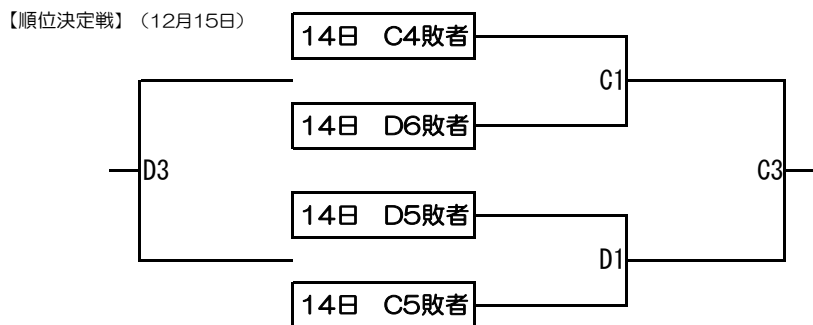 【順位決定戦】（12月15日）
14日　C4敗者
C1
14日　D6敗者
D3
C3
14日　D5敗者
D1
14日　C5敗者